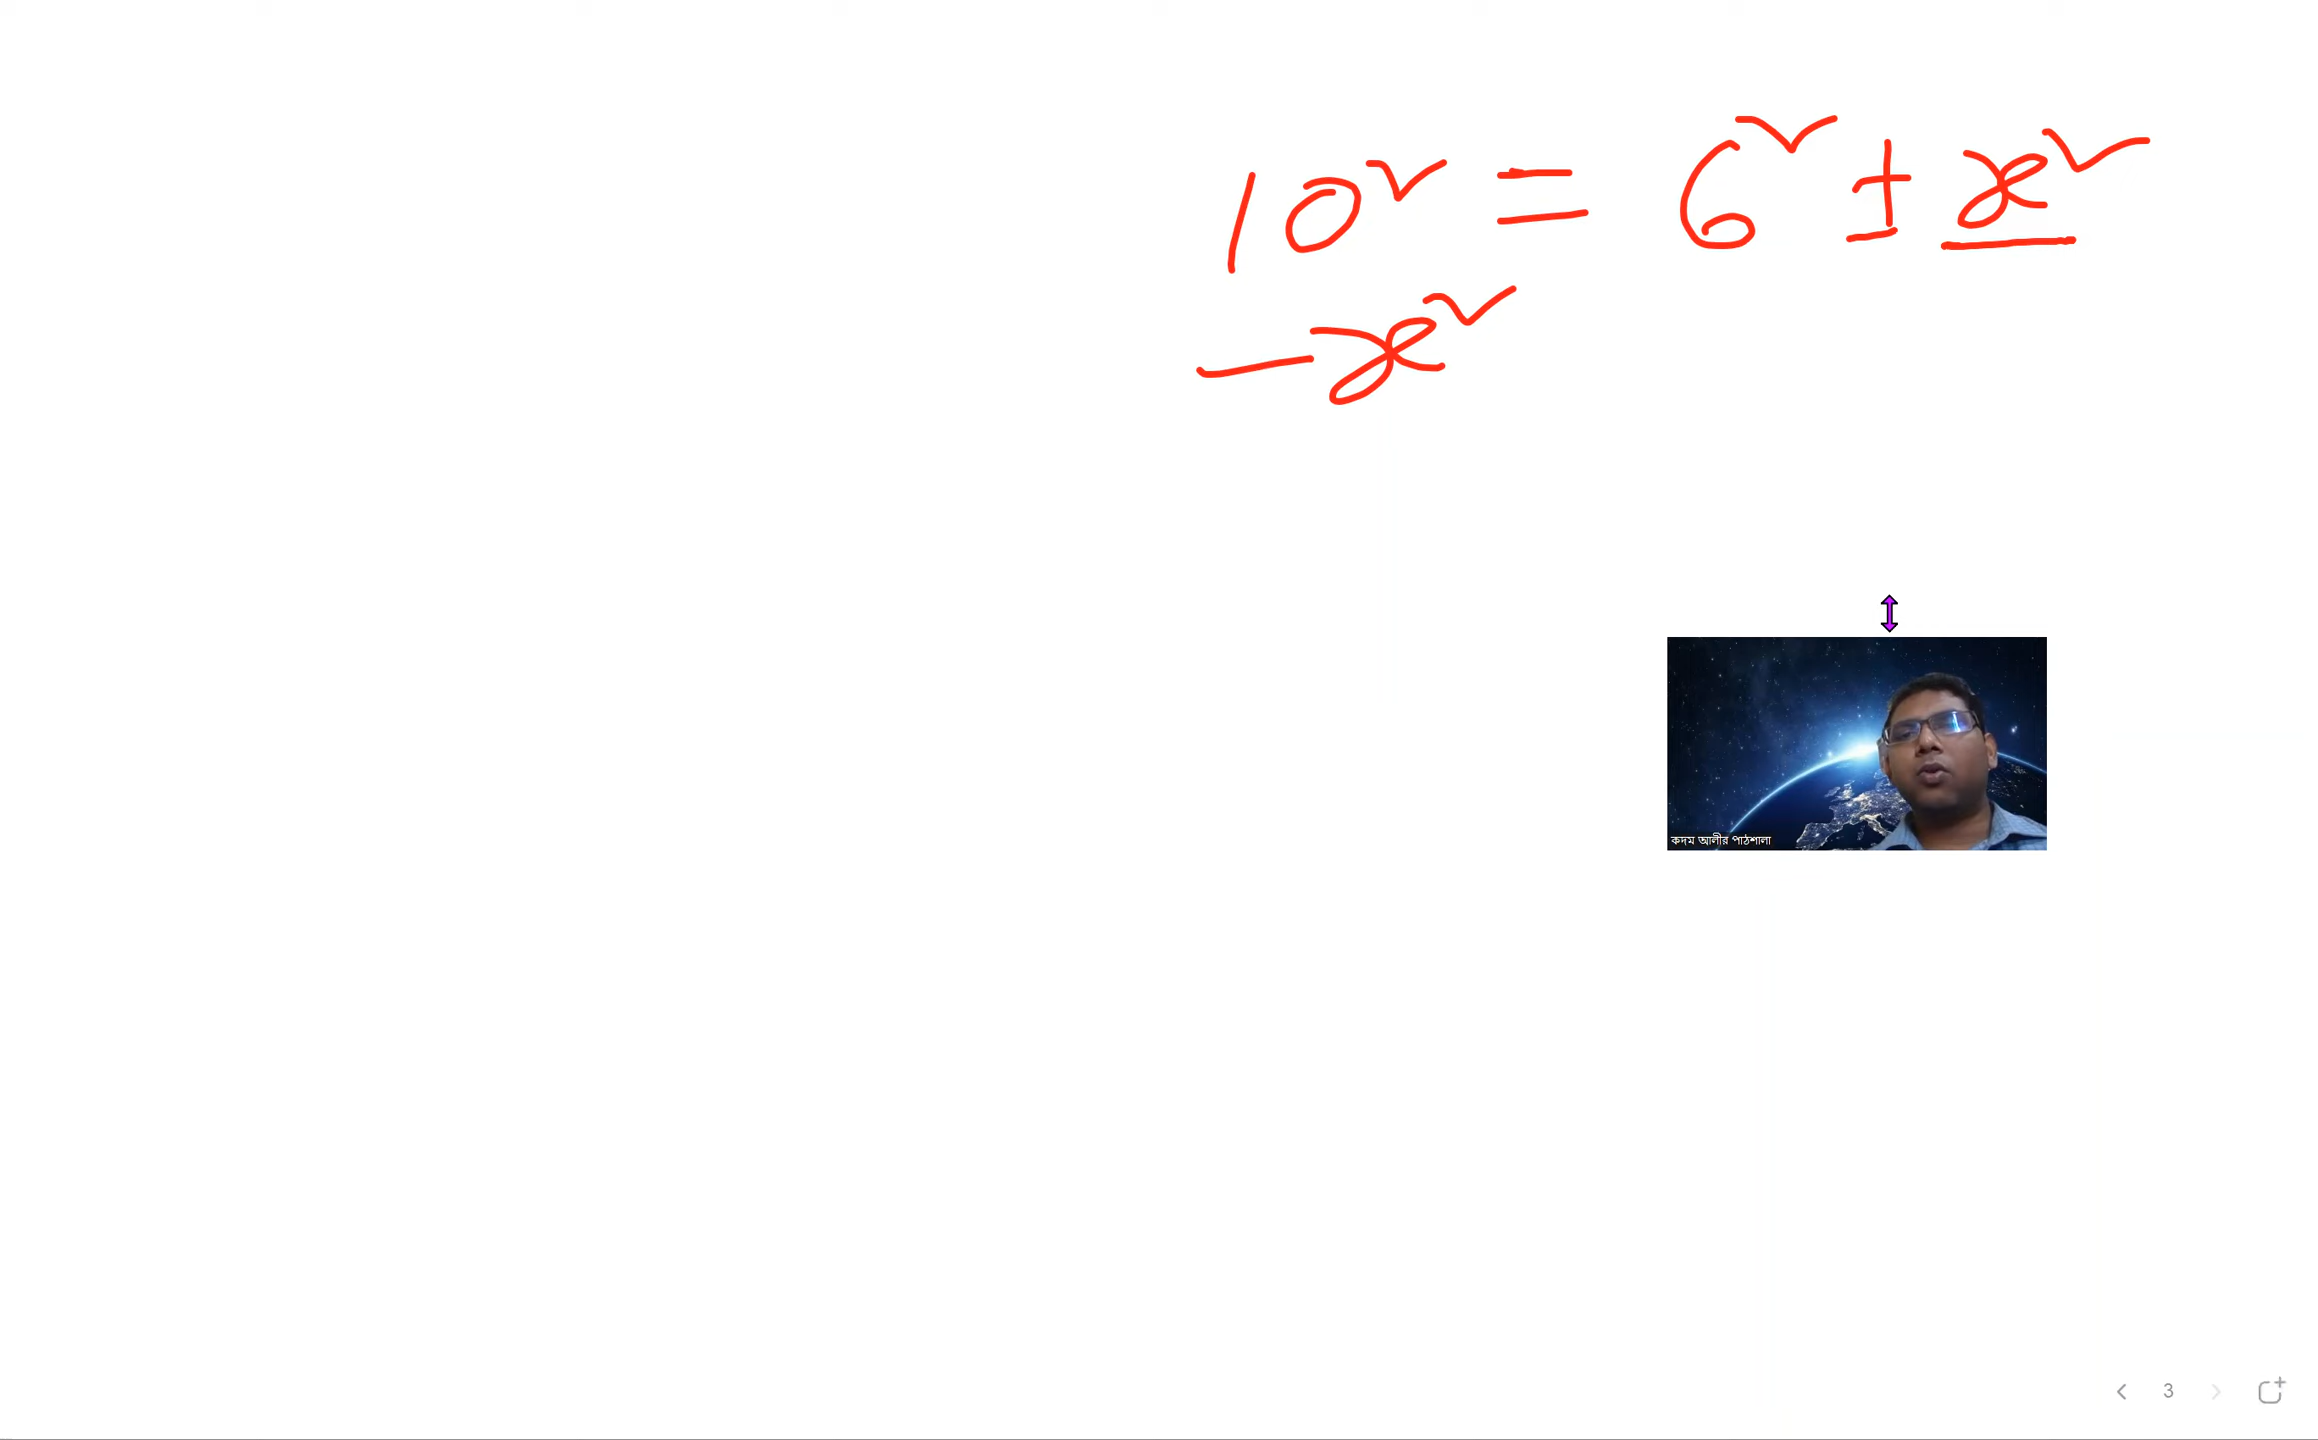 10² = 6² + x²
- x²
কদম আলীর পাঠশালা
3